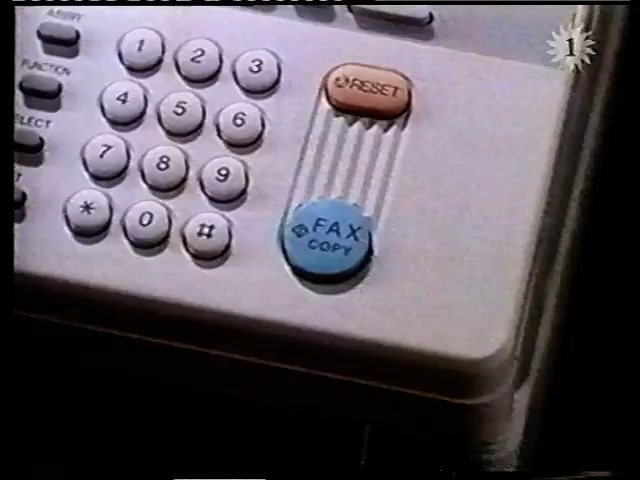 1
1 2 3
RESET
FUNCTION
4 5 6
7 8 9
* 0 #
FAX
COPY